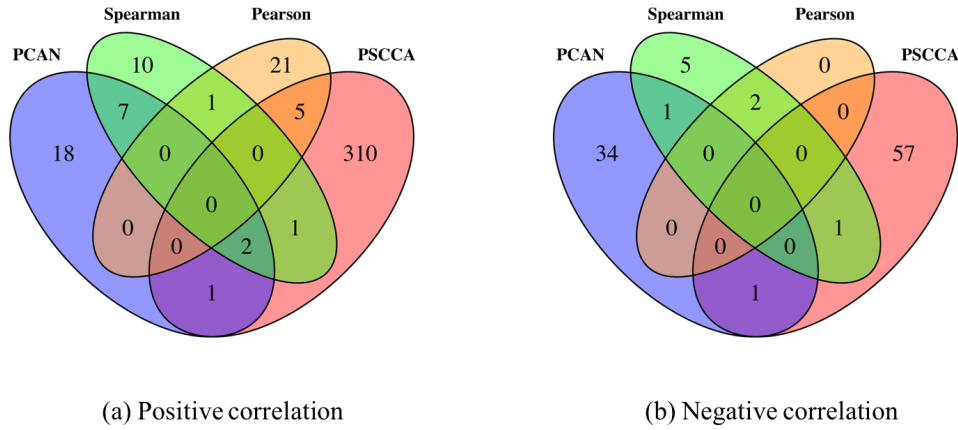 Spearman Pearson
PCAN PSCCA
10 21
7 1 5
18 0 0 310
0
0 0 2 1
1
(a) Positive correlation
Spearman Pearson
PCAN PSCCA
5 0
1 2 0
34 0 0 57
0
0 0 0 1
1
(b) Negative correlation